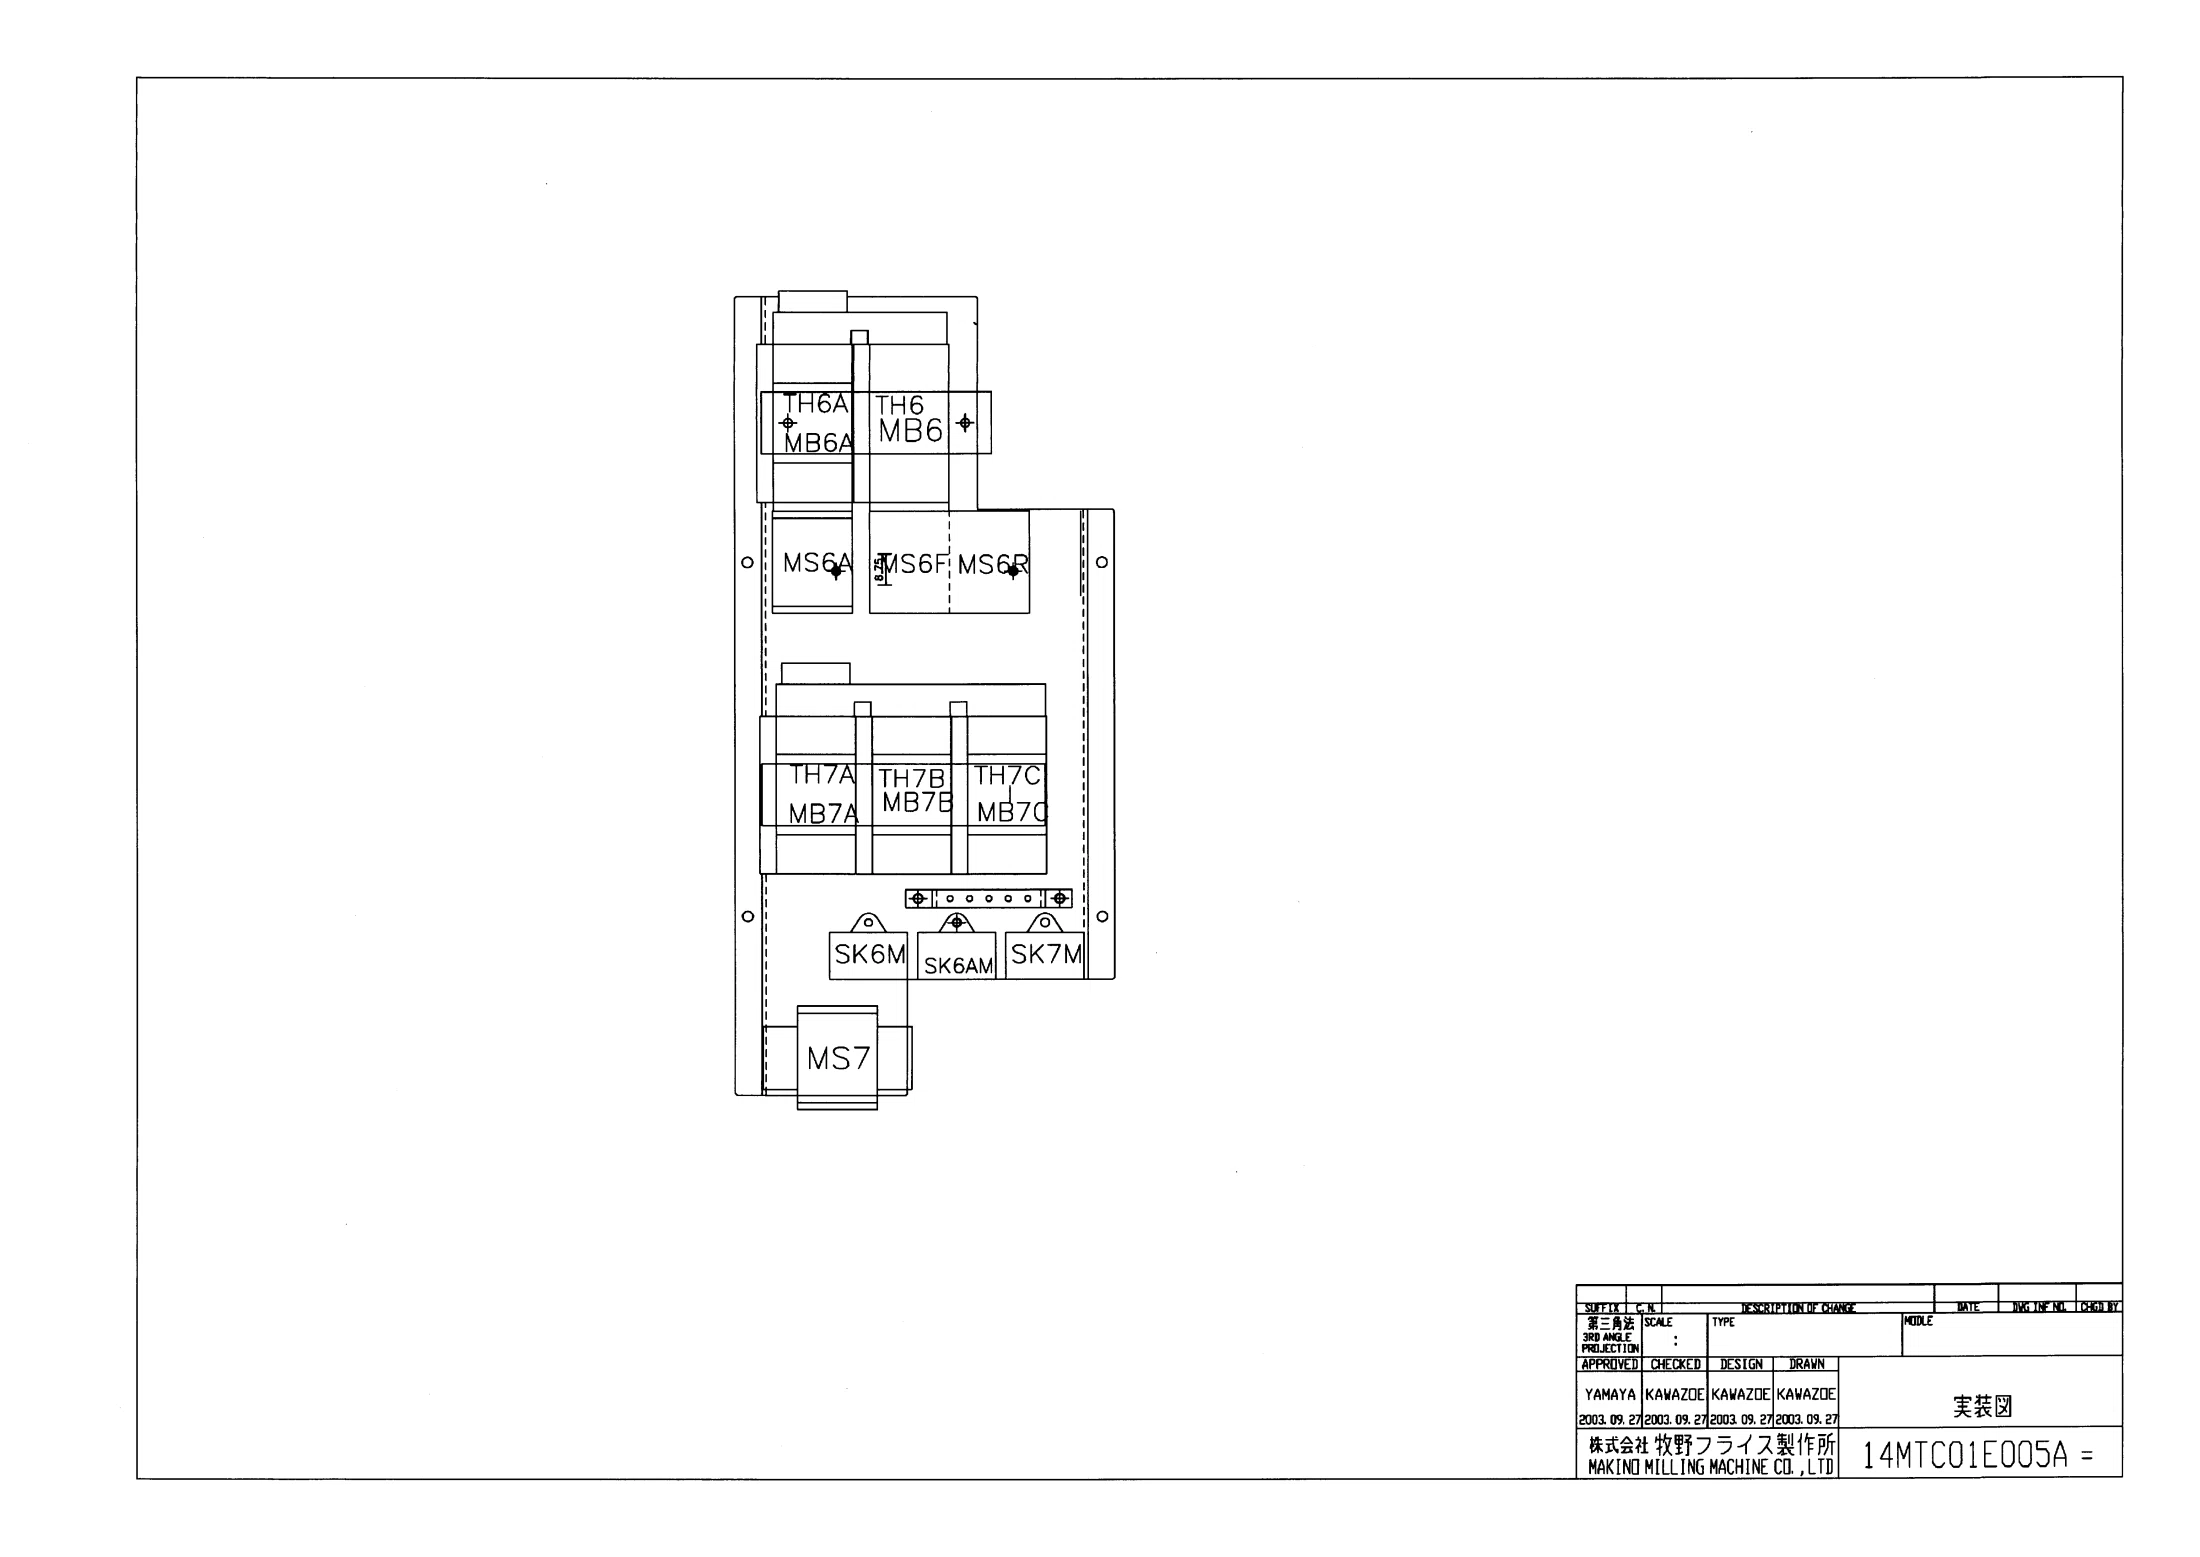 TH6A TH6
MB6A MB6
MS6A 8.75 MS6F MS6R
TH7A TH7B TH7C
MB7A MB7B MB7C
SK6M SK6AM SK7M
MS7
SUFFIX C.N. DESCRIPTION OF CHANGE DATE DWG INF NO. CHGD BY
第三角法 SCALE TYPE MODLE
3RD ANGLE :
PROJECTION
APPROVED CHECKED DESIGN DRAWN
YAMAYA KAWAZOE KAWAZOE KAWAZOE
2003.09.27 2003.09.27 2003.09.27 2003.09.27
実装図
株式会社 牧野フライス製作所
MAKINO MILLING MACHINE CO.,LTD
14MTC01E005A =